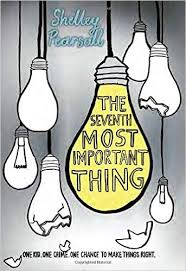 Shelley
Pearsall
THE
SEVENTH
MOST
IMPORTANT
THING
ONE KID. ONE CRIME. ONE CHANCE TO MAKE THINGS RIGHT.